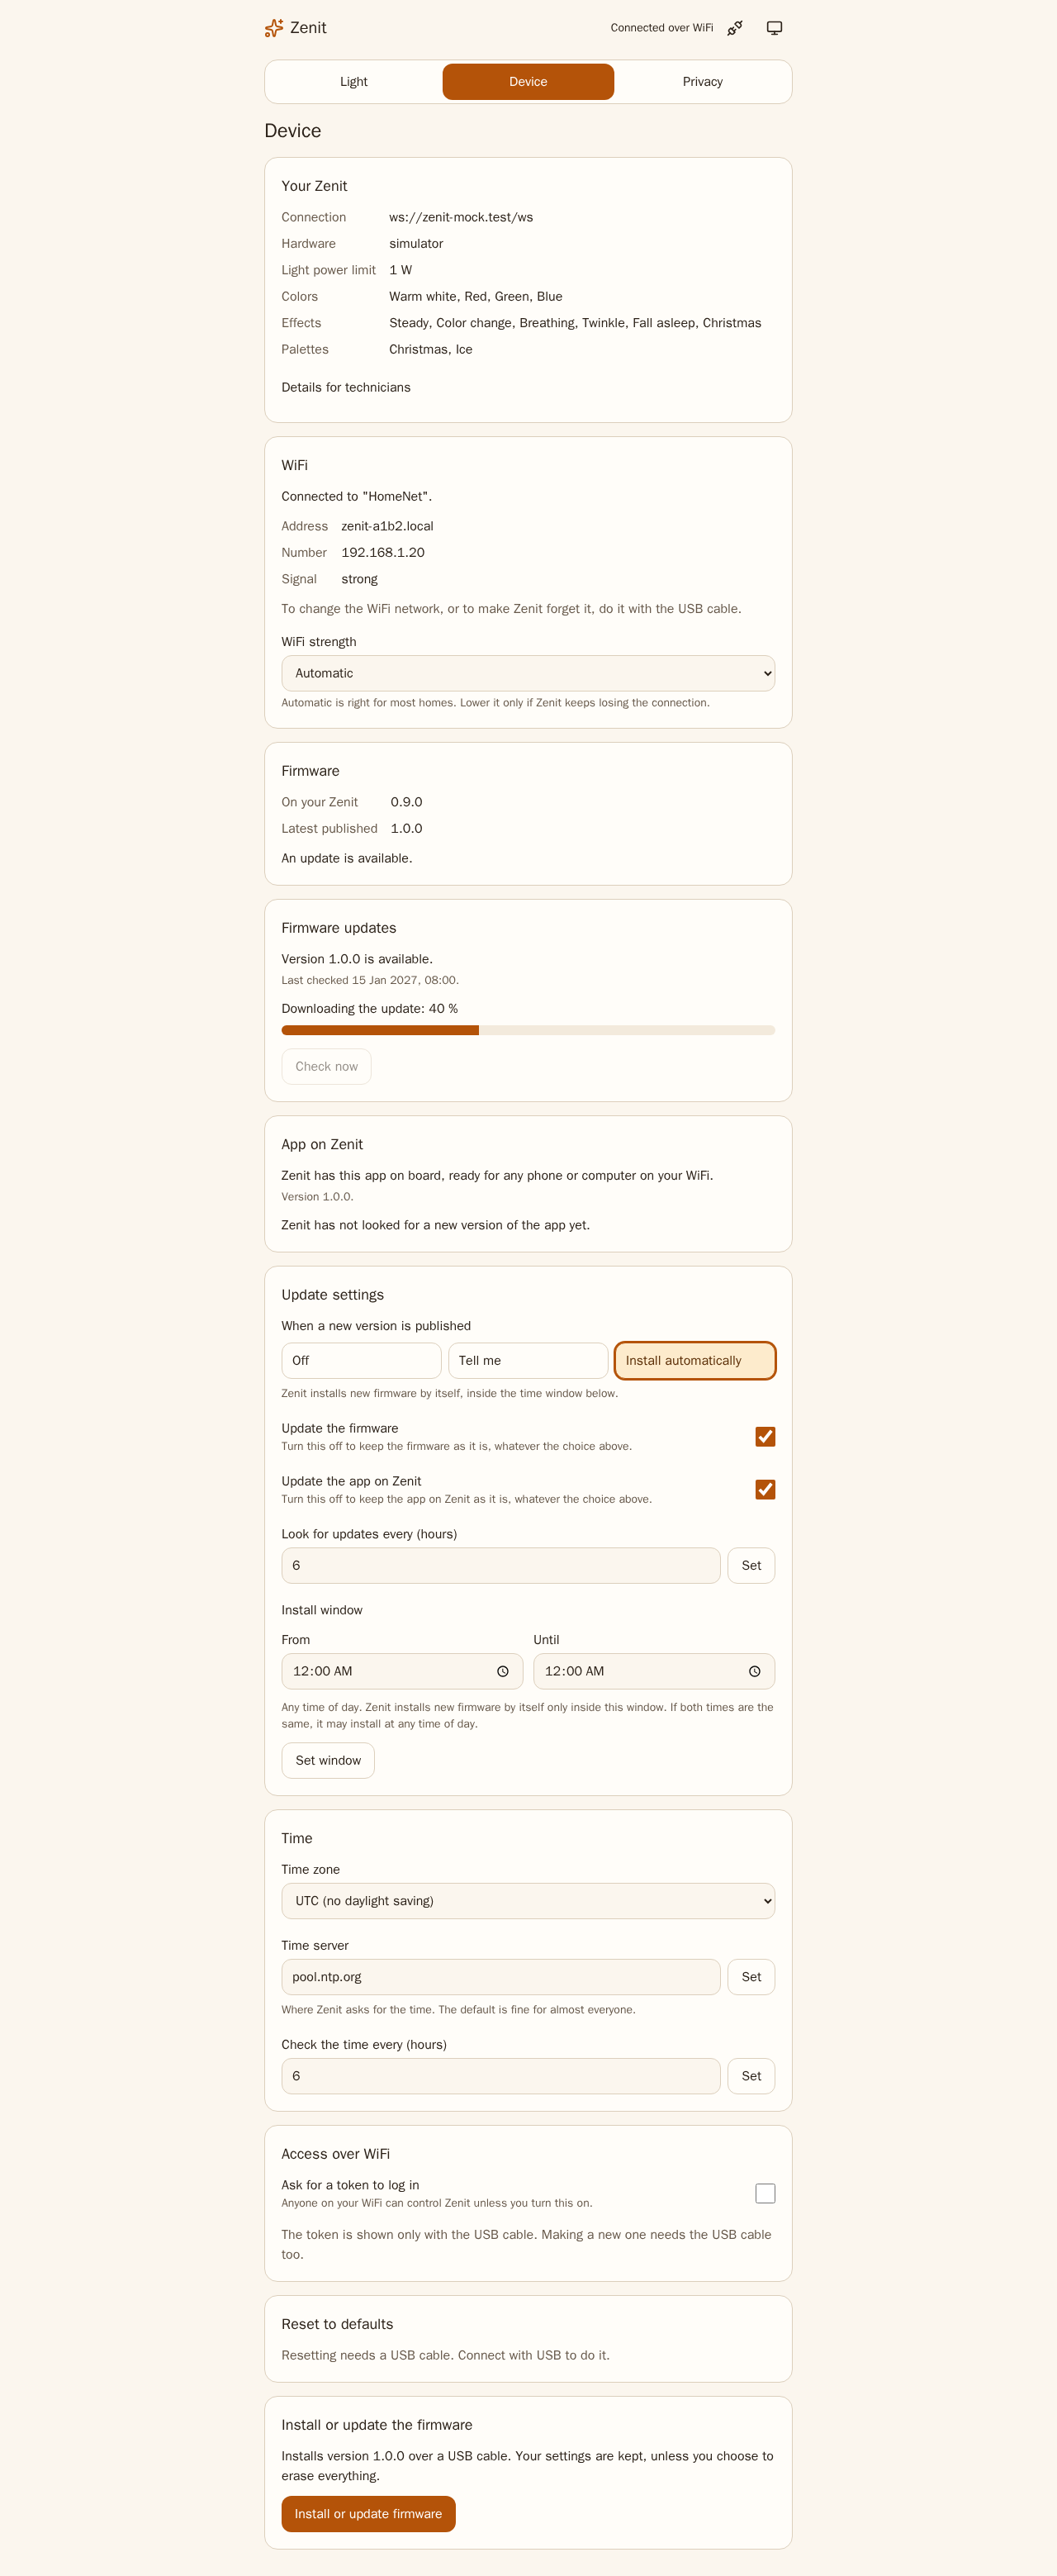 Zenit
Connected over WiFi
Light
Device
Privacy
Device
Your Zenit
Connection ws://zenit-mock.test/ws
Hardware simulator
Light power limit 1 W
Colors Warm white, Red, Green, Blue
Effects Steady, Color change, Breathing, Twinkle, Fall asleep, Christmas
Palettes Christmas, Ice
Details for technicians
WiFi
Connected to "HomeNet".
Address zenit-a1b2.local
Number 192.168.1.20
Signal strong
To change the WiFi network, or to make Zenit forget it, do it with the USB cable.
WiFi strength
Automatic
Automatic is right for most homes. Lower it only if Zenit keeps losing the connection.
Firmware
On your Zenit 0.9.0
Latest published 1.0.0
An update is available.
Firmware updates
Version 1.0.0 is available.
Last checked 15 Jan 2027, 08:00.
Downloading the update: 40 %
Check now
App on Zenit
Zenit has this app on board, ready for any phone or computer on your WiFi.
Version 1.0.0.
Zenit has not looked for a new version of the app yet.
Update settings
When a new version is published
Off
Tell me
Install automatically
Zenit installs new firmware by itself, inside the time window below.
Update the firmware
Turn this off to keep the firmware as it is, whatever the choice above.
Update the app on Zenit
Turn this off to keep the app on Zenit as it is, whatever the choice above.
Look for updates every (hours)
6
Set
Install window
From
Until
12:00 AM
12:00 AM
Any time of day. Zenit installs new firmware by itself only inside this window. If both times are the
same, it may install at any time of day.
Set window
Time
Time zone
UTC (no daylight saving)
Time server
pool.ntp.org
Set
Where Zenit asks for the time. The default is fine for almost everyone.
Check the time every (hours)
6
Set
Access over WiFi
Ask for a token to log in
Anyone on your WiFi can control Zenit unless you turn this on.
The token is shown only with the USB cable. Making a new one needs the USB cable
too.
Reset to defaults
Resetting needs a USB cable. Connect with USB to do it.
Install or update the firmware
Installs version 1.0.0 over a USB cable. Your settings are kept, unless you choose to
erase everything.
Install or update firmware